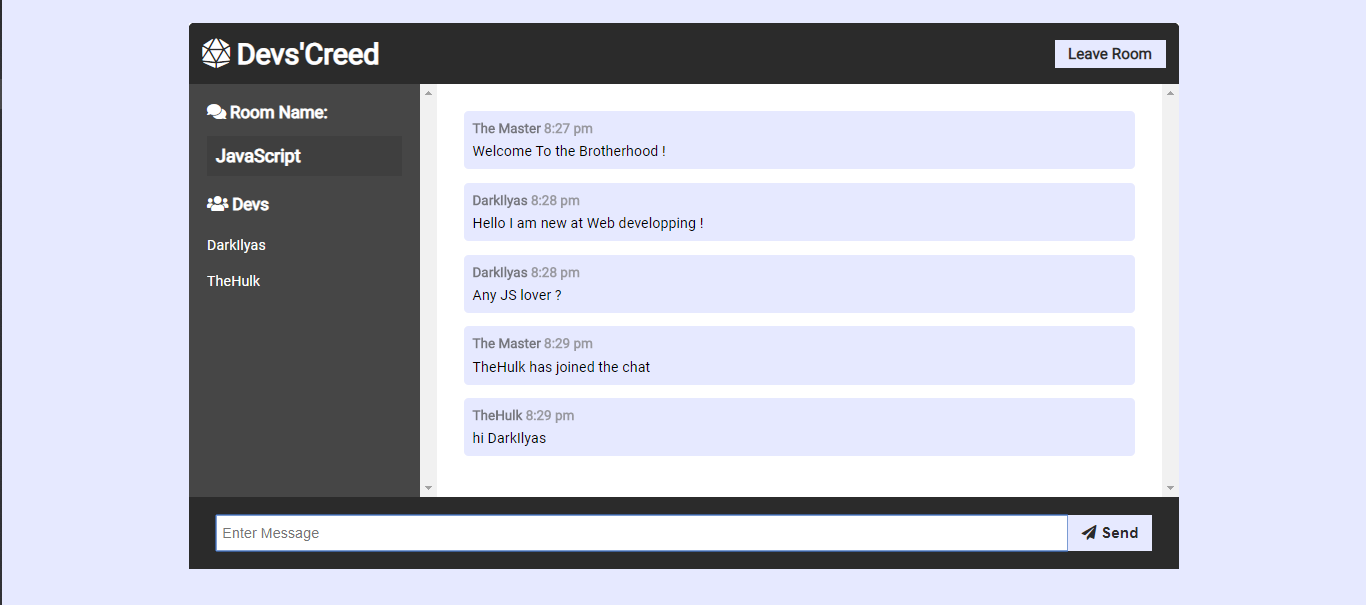 Devs'Creed
Leave Room
Room Name:
JavaScript
Devs
DarkIlyas
TheHulk
The Master 8:27 pm
Welcome To the Brotherhood !
DarkIlyas 8:28 pm
Hello I am new at Web developping !
DarkIlyas 8:28 pm
Any JS lover ?
The Master 8:29 pm
TheHulk has joined the chat
TheHulk 8:29 pm
hi DarkIlyas
Enter Message
Send